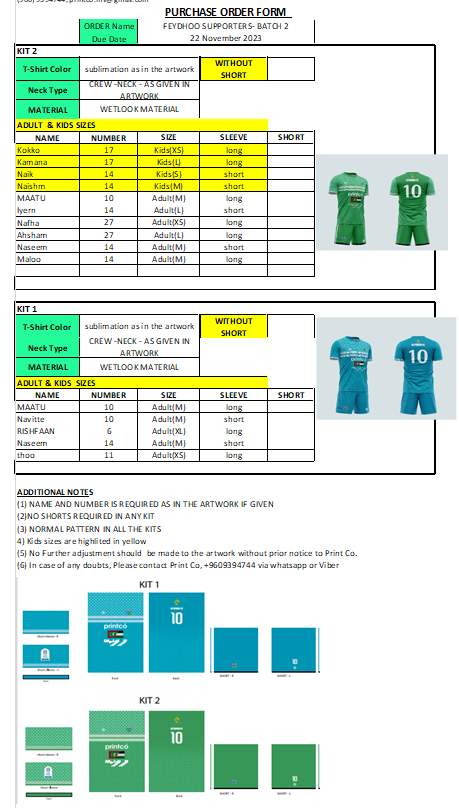 PURCHASE ORDER FORM
ORDER Name FEYDHOO SUPPORTERS- BATCH 2
Due Date 22 November 2023
KIT 2
T-Shirt Color sublimation as in the artwork WITHOUT SHORT
Neck Type CREW -NECK - AS GIVEN IN ARTWORK
MATERIAL WETLOOK MATERIAL
ADULT & KIDS SIZES
NAME NUMBER SIZE SLEEVE SHORT
Kokko 17 Kids(XS) long
Kamana 17 Kids(L) long
Naik 14 Kids(S) short
Naishm 14 Kids(M) short
MAATU 10 Adult(M) long
Iyern 14 Adult(L) short
Nafha 27 Adult(XS) long
Ahsham 27 Adult(L) long
Naseem 14 Adult(M) short
Maloo 14 Adult(M) long
10
KIT 1
T-Shirt Color sublimation as in the artwork WITHOUT SHORT
Neck Type CREW -NECK - AS GIVEN IN ARTWORK
MATERIAL WETLOOK MATERIAL
ADULT & KIDS SIZES
NAME NUMBER SIZE SLEEVE SHORT
MAATU 10 Adult(M) long
Navitte 10 Adult(M) short
RISHFAAN 6 Adult(XL) long
Naseem 14 Adult(M) short
thoo 11 Adult(XS) long
10
ADDITIONAL NOTES
(1) NAME AND NUMBER IS REQUIRED AS IN THE ARTWORK IF GIVEN
(2)NO SHORTS REQUIRED IN ANY KIT
(3) NORMAL PATTERN IN ALL THE KITS
4) Kids sizes are highlited in yellow
(5) No Further adjustment should be made to the artwork without prior notice to Print Co.
(6) In case of any doubts, Please contact Print Co, +9609394744 via whatsapp or Viber
KIT 1
printco
10
10
KIT 2
printco
10
10